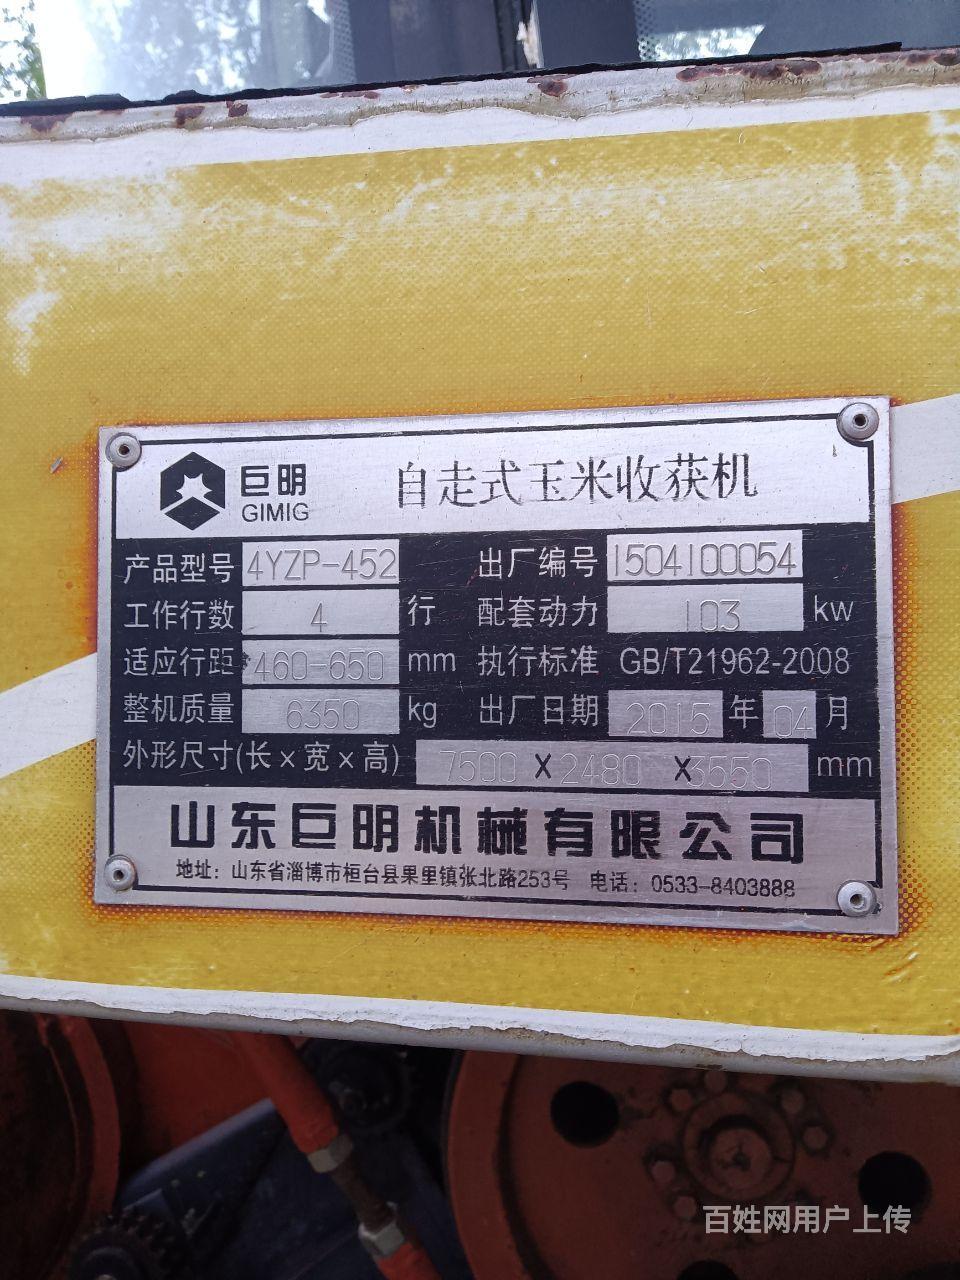 巨明
GIMIG
自走式玉米收获机
产品型号 4YZP-452 出厂编号 1504100054
工作行数 4 行 配套动力 103 kw
适应行距 460-650 mm 执行标准 GB/T21962-2008
整机质量 6350 kg 出厂日期 2015 年 04 月
外形尺寸(长×宽×高) 7500 X 2480 X 3550 mm
山东巨明机械有限公司
地址：山东省淄博市桓台县果里镇张北路253号 电话：0533-8403888
百姓网用户上传